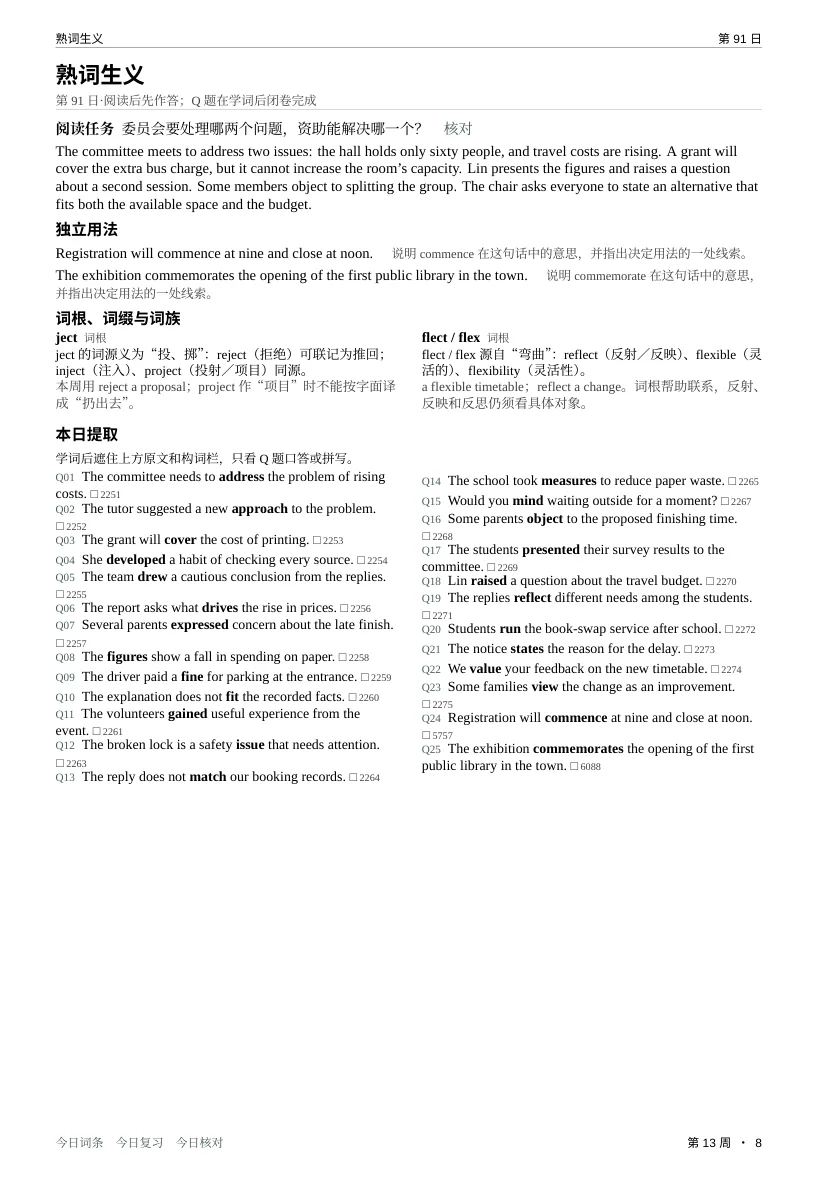 熟词生义 第 91 日
熟词生义
第 91 日·阅读后先作答；Q 题在学词后闭卷完成
阅读任务 委员会要处理哪两个问题，资助能解决哪一个？ 核对
The committee meets to address two issues: the hall holds only sixty people, and travel costs are rising. A grant will
cover the extra bus charge, but it cannot increase the room’s capacity. Lin presents the figures and raises a question
about a second session. Some members object to splitting the group. The chair asks everyone to state an alternative that
fits both the available space and the budget.
独立用法
Registration will commence at nine and close at noon. 说明 commence 在这句话中的意思，并指出决定用法的一处线索。
The exhibition commemorates the opening of the first public library in the town. 说明 commemorate 在这句话中的意思，
并指出决定用法的一处线索。
词根、词缀与词族
ject 词根
ject 的词源义为“投、掷”：reject（拒绝）可联记为推回；
inject（注入）、project（投射／项目）同源。
本周用 reject a proposal；project 作“项目”时不能按字面译
成“扔出去”。
flect / flex 词根
flect / flex 源自“弯曲”：reflect（反射／反映）、flexible（灵
活的）、flexibility（灵活性）。
a flexible timetable；reflect a change。词根帮助联系，反射、
反映和反思仍须看具体对象。
本日提取
学词后遮住上方原文和构词栏，只看 Q 题口答或拼写。
Q01 The committee needs to address the problem of rising
costs. □ 2251
Q02 The tutor suggested a new approach to the problem.
□ 2252
Q03 The grant will cover the cost of printing. □ 2253
Q04 She developed a habit of checking every source. □ 2254
Q05 The team drew a cautious conclusion from the replies.
□ 2255
Q06 The report asks what drives the rise in prices. □ 2256
Q07 Several parents expressed concern about the late finish.
□ 2257
Q08 The figures show a fall in spending on paper. □ 2258
Q09 The driver paid a fine for parking at the entrance. □ 2259
Q10 The explanation does not fit the recorded facts. □ 2260
Q11 The volunteers gained useful experience from the
event. □ 2261
Q12 The broken lock is a safety issue that needs attention.
□ 2263
Q13 The reply does not match our booking records. □ 2264
Q14 The school took measures to reduce paper waste. □ 2265
Q15 Would you mind waiting outside for a moment? □ 2267
Q16 Some parents object to the proposed finishing time.
□ 2268
Q17 The students presented their survey results to the
committee. □ 2269
Q18 Lin raised a question about the travel budget. □ 2270
Q19 The replies reflect different needs among the students.
□ 2271
Q20 Students run the book-swap service after school. □ 2272
Q21 The notice states the reason for the delay. □ 2273
Q22 We value your feedback on the new timetable. □ 2274
Q23 Some families view the change as an improvement.
□ 2275
Q24 Registration will commence at nine and close at noon.
□ 5757
Q25 The exhibition commemorates the opening of the first
public library in the town. □ 6088
今日词条 今日复习 今日核对 第 13 周 · 8